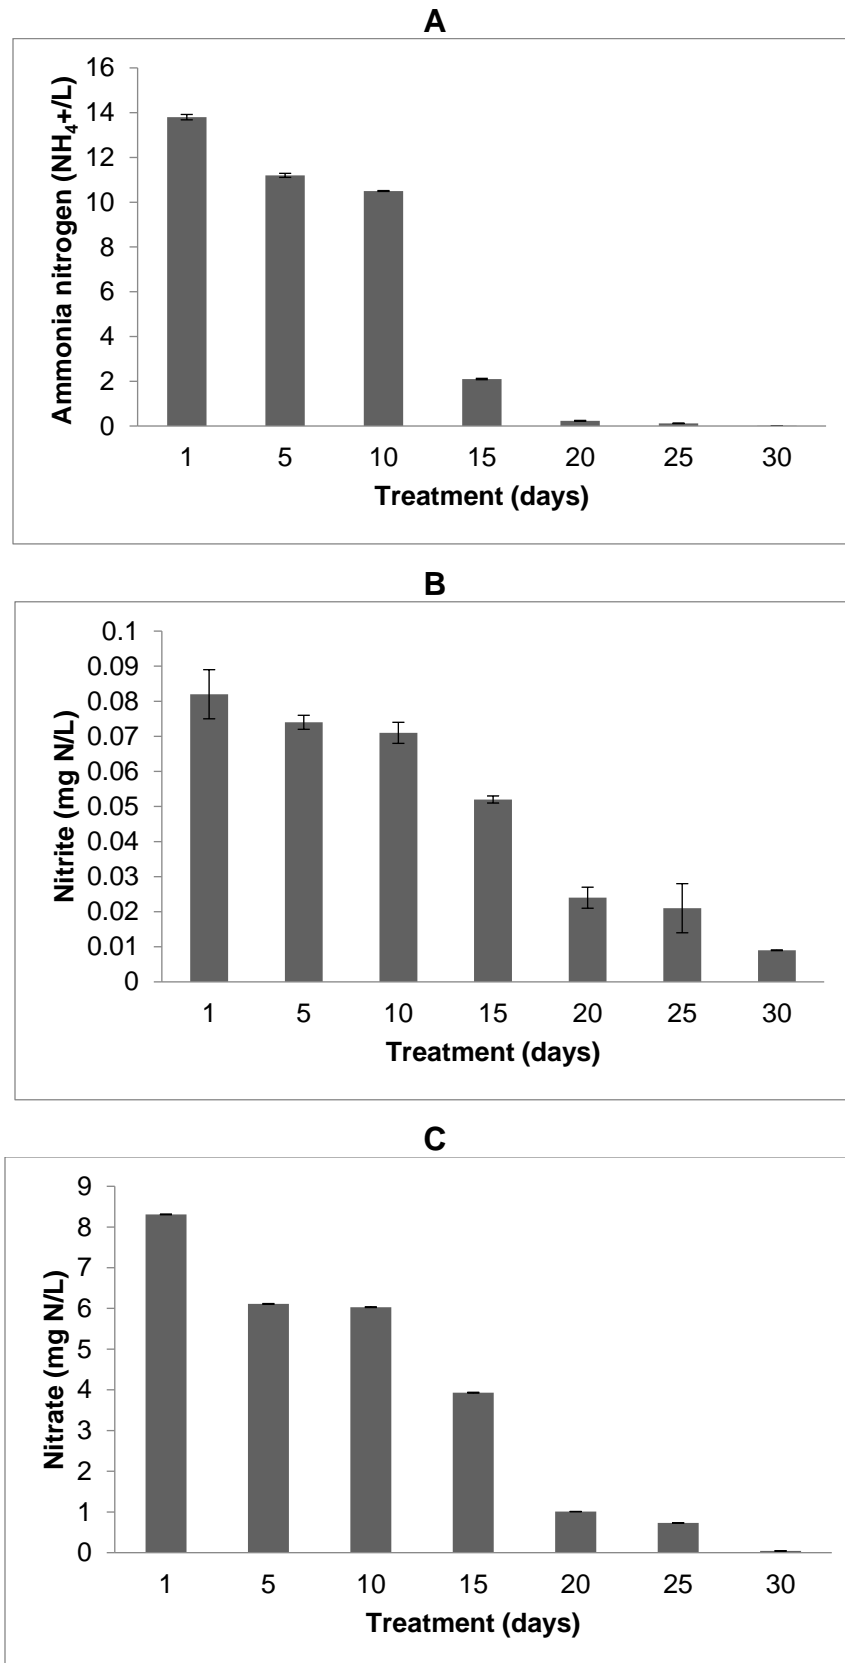 A
Ammonia nitrogen (NH₄+/L)
16
14
12
10
8
6
4
2
0
1 5 10 15 20 25 30
Treatment (days)
B
Nitrite (mg N/L)
0.1
0.09
0.08
0.07
0.06
0.05
0.04
0.03
0.02
0.01
0
1 5 10 15 20 25 30
Treatment (days)
C
Nitrate (mg N/L)
9
8
7
6
5
4
3
2
1
0
1 5 10 15 20 25 30
Treatment (days)